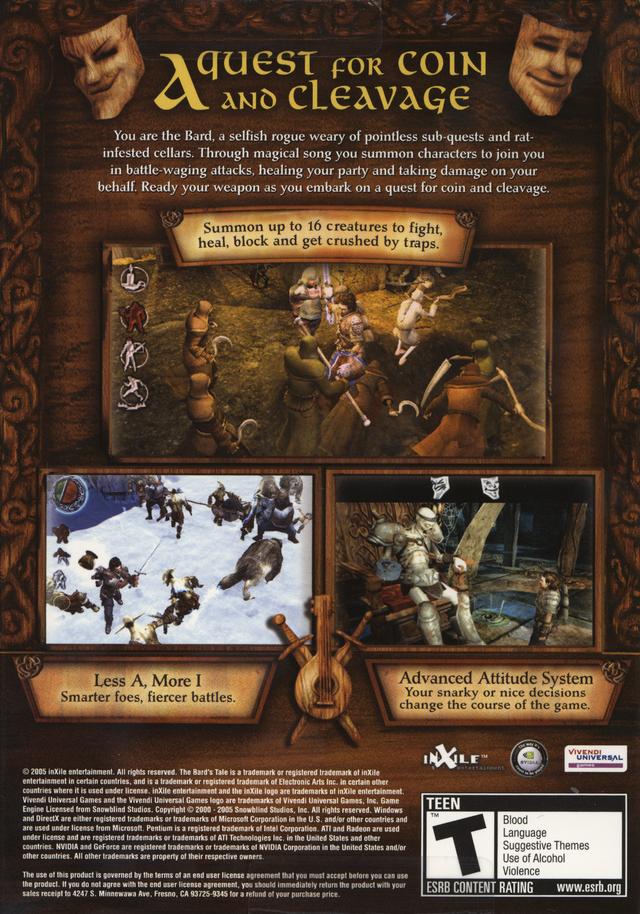 A QUEST FOR COIN
AND CLEAVAGE
You are the Bard, a selfish rogue weary of pointless sub-quests and rat-
infested cellars. Through magical song you summon characters to join you
in battle-waging attacks, healing your party and taking damage on your
behalf. Ready your weapon as you embark on a quest for coin and cleavage.
Summon up to 16 creatures to fight,
heal, block and get crushed by traps.
Less A, More I
Smarter foes, fiercer battles.
Advanced Attitude System
Your snarky or nice decisions
change the course of the game.
© 2005 inXile entertainment. All rights reserved. The Bard's Tale is a trademark or registered trademark of inXile
entertainment in certain countries, and is a trademark or registered trademark of Electronic Arts Inc. in certain other
countries where it is used under license. inXile entertainment and the inXile logo are trademarks of inXile entertainment.
Vivendi Universal Games and the Vivendi Universal Games logo are trademarks of Vivendi Universal Games, Inc. Game
Engine Licensed from Snowblind Studios. Copyright © 2000 - 2005 Snowblind Studios, Inc. All rights reserved. Windows
and DirectX are either registered trademarks or trademarks of Microsoft Corporation in the U.S. and/or other countries and
are used under license from Microsoft. Pentium is a registered trademark of Intel Corporation. ATI and Radeon are used
under license and are registered trademarks or trademarks of ATI Technologies Inc. in the United States and other
countries. NVIDIA and GeForce are registered trademarks or trademarks of NVIDIA Corporation in the United States and/or
other countries. All other trademarks are property of their respective owners.
The use of this product is governed by the terms of an end user license agreement that you must accept before you can use
the product. If you do not agree with the end user license agreement, you should immediately return the product with your
sales receipt to 4247 S. Minnewawa Ave, Fresno, CA 93725-9345 for a refund of your purchase price.
INXILE™
entertainment
NVIDIA
VIVENDI
UNIVERSAL
games
TEEN
T™
Blood
Language
Suggestive Themes
Use of Alcohol
Violence
ESRB CONTENT RATING www.esrb.org